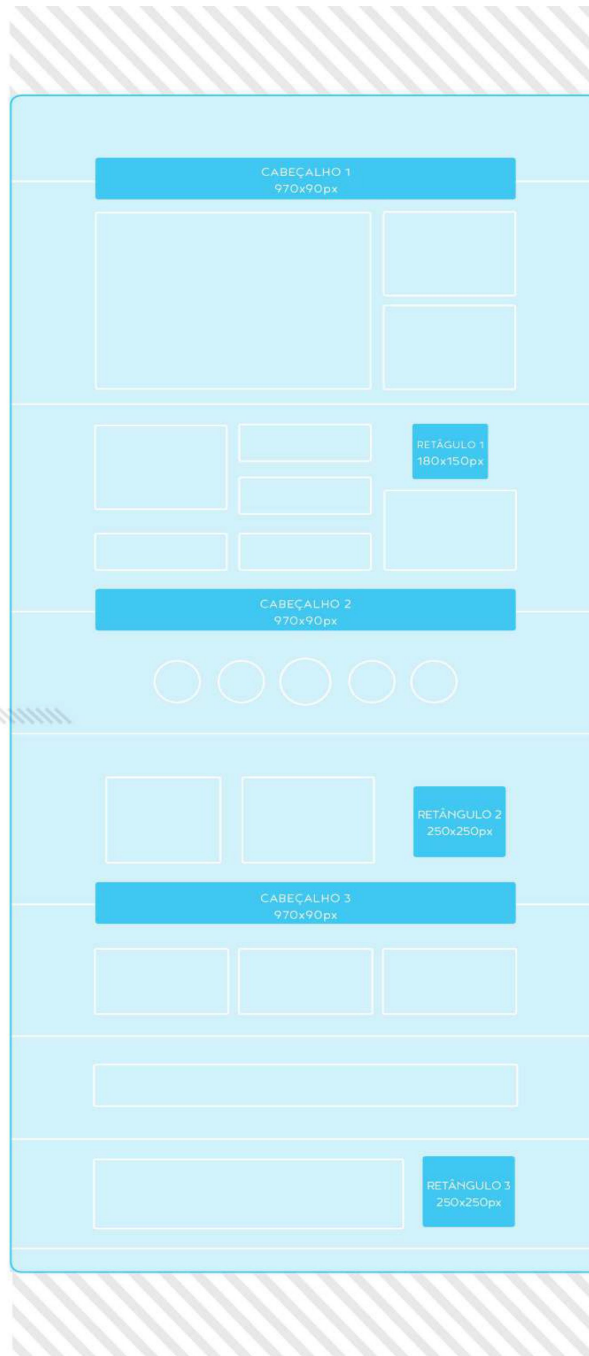 CABEÇALHO 1
970x90px
RETÂGULO 1
180x150px
CABEÇALHO 2
970x90px
RETÂNGULO 2
250x250px
CABEÇALHO 3
970x90px
RETÂNGULO 3
250x250px